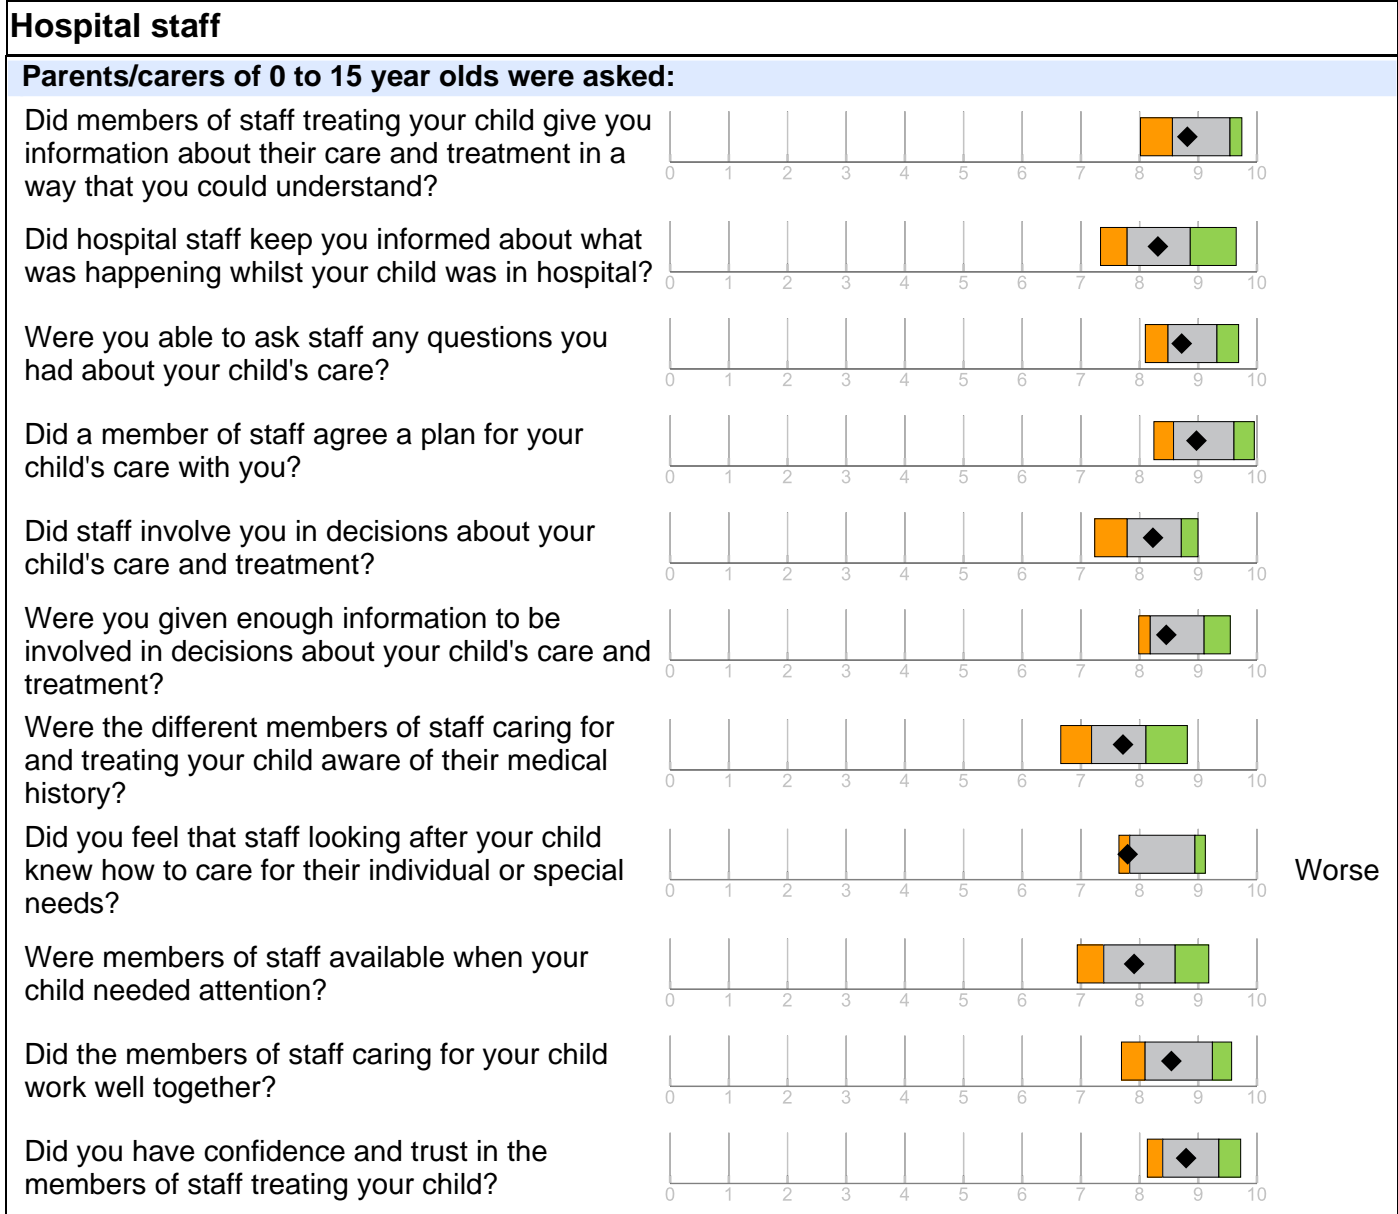 Hospital staff
Parents/carers of 0 to 15 year olds were asked:
Did members of staff treating your child give you
information about their care and treatment in a
way that you could understand?
0 1 2 3 4 5 6 7 8 9 10
Did hospital staff keep you informed about what
was happening whilst your child was in hospital?
0 1 2 3 4 5 6 7 8 9 10
Were you able to ask staff any questions you
had about your child's care?
0 1 2 3 4 5 6 7 8 9 10
Did a member of staff agree a plan for your
child's care with you?
0 1 2 3 4 5 6 7 8 9 10
Did staff involve you in decisions about your
child's care and treatment?
0 1 2 3 4 5 6 7 8 9 10
Were you given enough information to be
involved in decisions about your child's care and
treatment?
0 1 2 3 4 5 6 7 8 9 10
Were the different members of staff caring for
and treating your child aware of their medical
history?
0 1 2 3 4 5 6 7 8 9 10
Did you feel that staff looking after your child
knew how to care for their individual or special
needs?
0 1 2 3 4 5 6 7 8 9 10
Worse
Were members of staff available when your
child needed attention?
0 1 2 3 4 5 6 7 8 9 10
Did the members of staff caring for your child
work well together?
0 1 2 3 4 5 6 7 8 9 10
Did you have confidence and trust in the
members of staff treating your child?
0 1 2 3 4 5 6 7 8 9 10